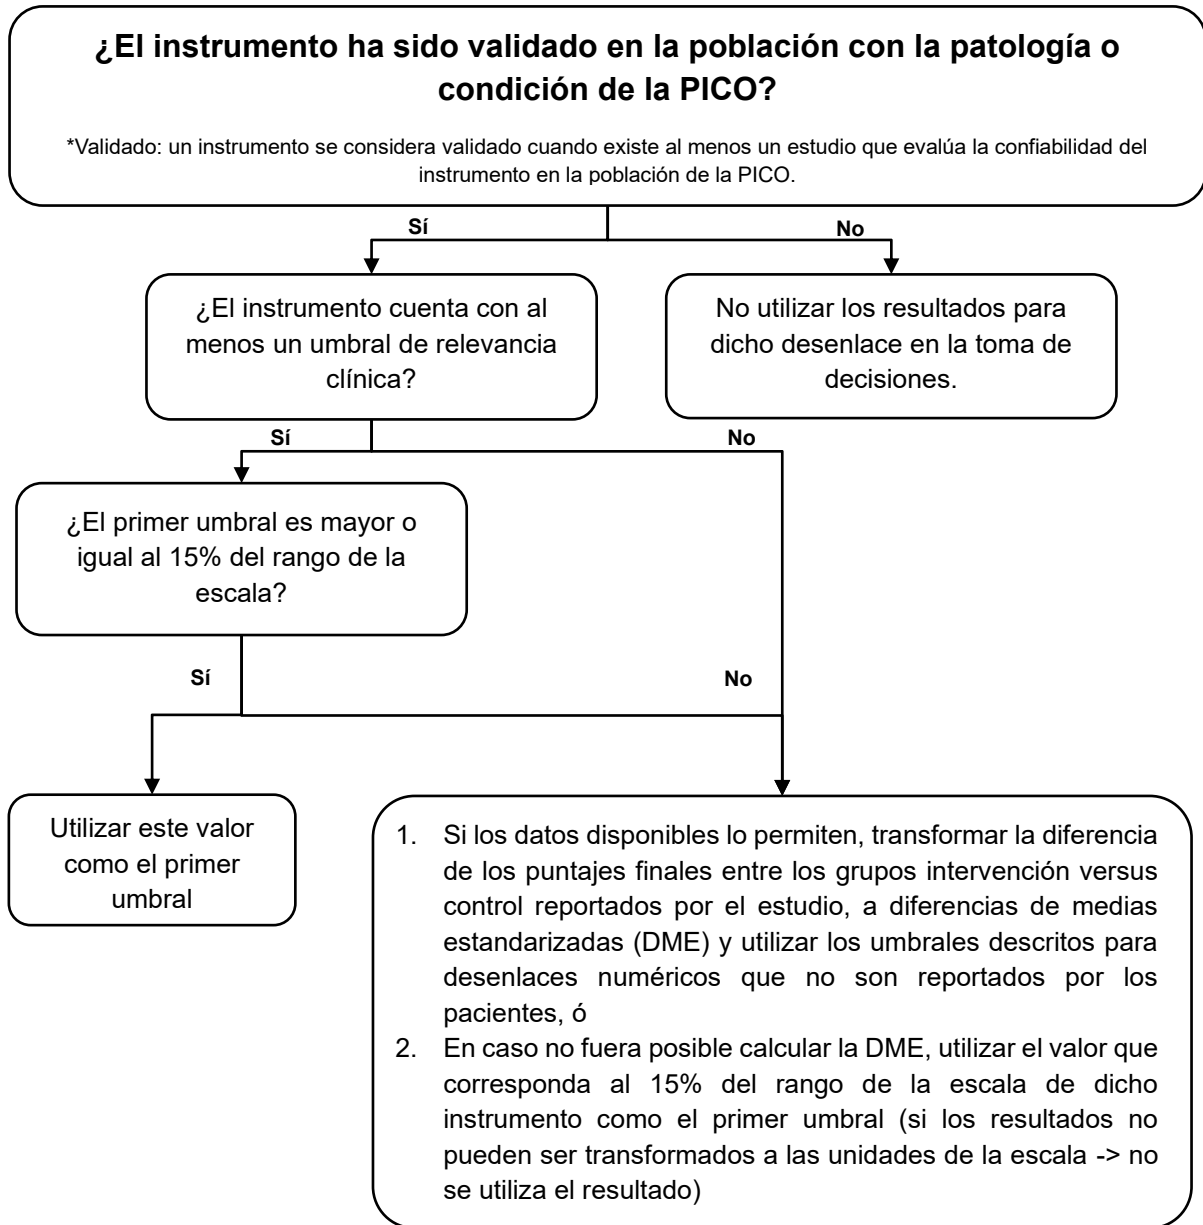 ¿El instrumento ha sido validado en la población con la patología o
condición de la PICO?
*Validado: un instrumento se considera validado cuando existe al menos un estudio que evalúa la confiabilidad del
instrumento en la población de la PICO.
Sí
No
¿El instrumento cuenta con al
menos un umbral de relevancia
clínica?
No utilizar los resultados para
dicho desenlace en la toma de
decisiones.
Sí
No
¿El primer umbral es mayor o
igual al 15% del rango de la
escala?
Sí
No
Utilizar este valor
como el primer
umbral
1. Si los datos disponibles lo permiten, transformar la diferencia
de los puntajes finales entre los grupos intervención versus
control reportados por el estudio, a diferencias de medias
estandarizadas (DME) y utilizar los umbrales descritos para
desenlaces numéricos que no son reportados por los
pacientes, ó
2. En caso no fuera posible calcular la DME, utilizar el valor que
corresponda al 15% del rango de la escala de dicho
instrumento como el primer umbral (si los resultados no
pueden ser transformados a las unidades de la escala -> no
se utiliza el resultado)